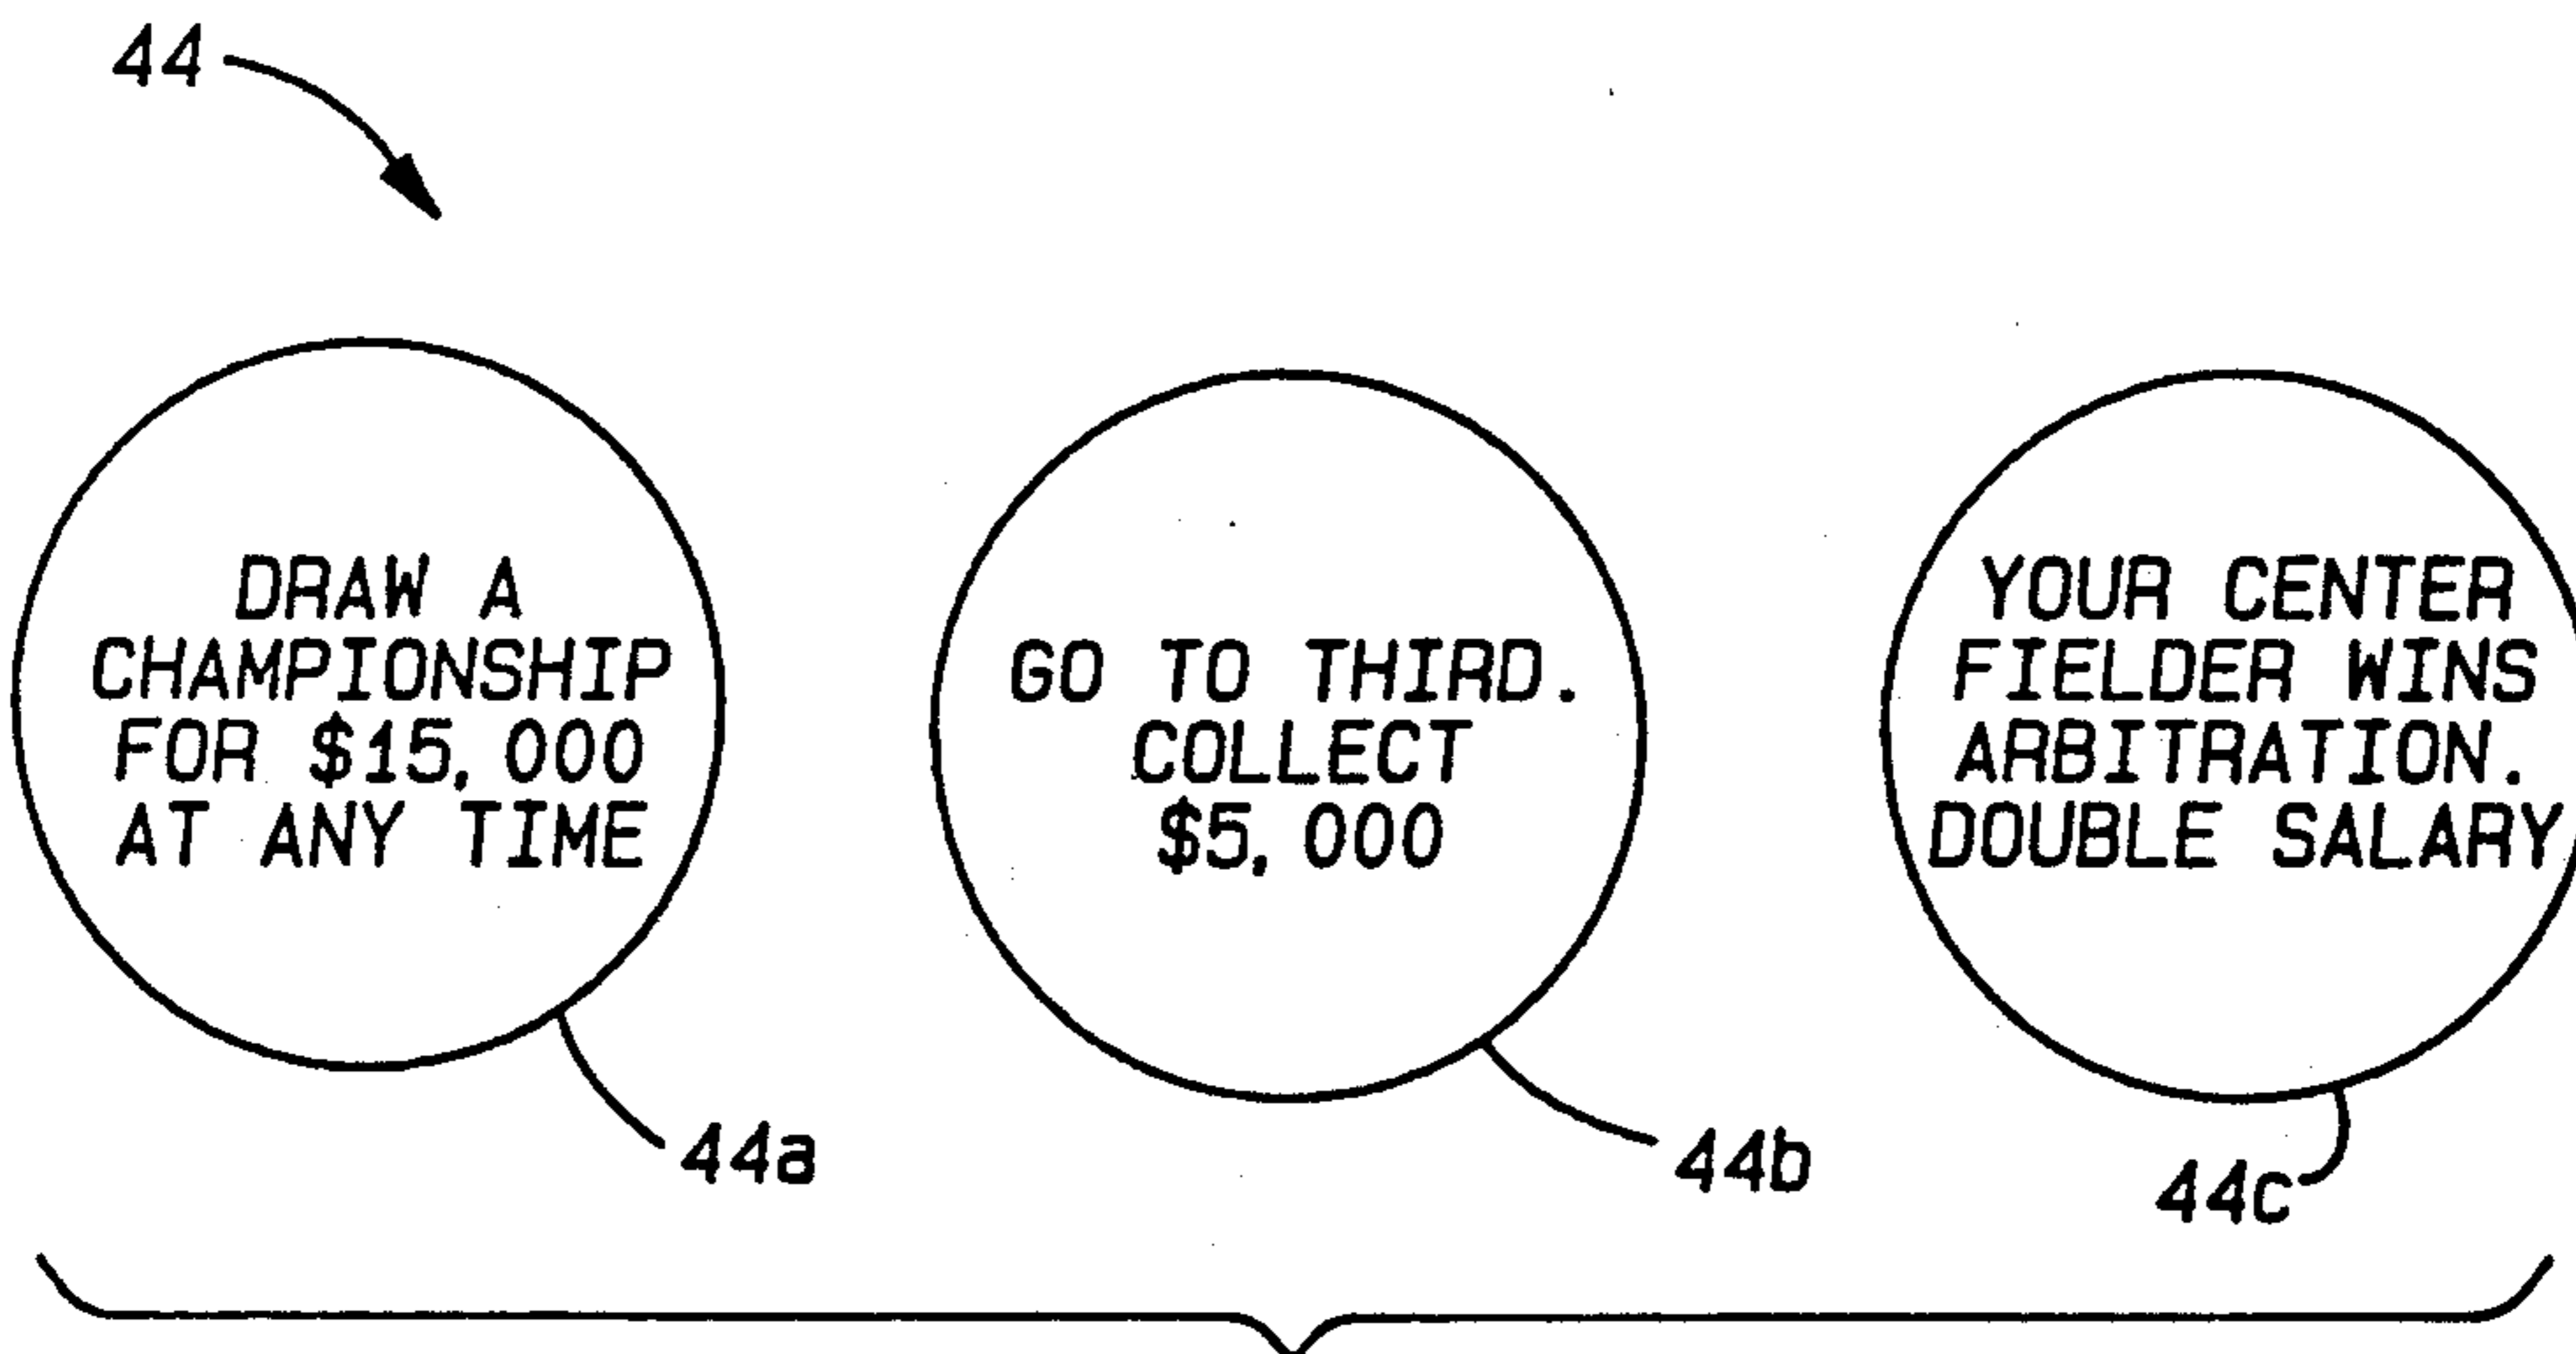 44
DRAW A
CHAMPIONSHIP
FOR $15,000
AT ANY TIME
44a
GO TO THIRD.
COLLECT
$5,000
44b
YOUR CENTER
FIELDER WINS
ARBITRATION.
DOUBLE SALARY
44c